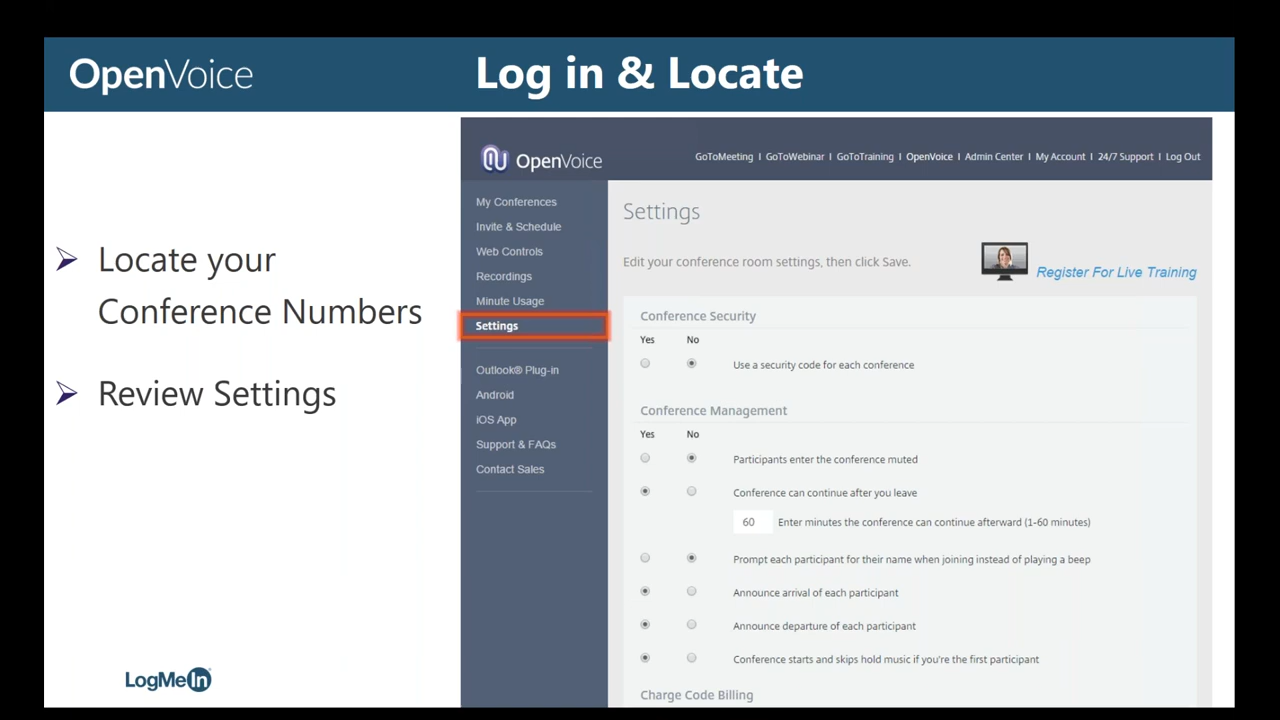 OpenVoice
Log in & Locate
➢ Locate your
Conference Numbers
➢ Review Settings
LogMeIn
OpenVoice
GoToMeeting | GoToWebinar | GoToTraining | OpenVoice | Admin Center | My Account | 24/7 Support | Log Out
My Conferences
Invite & Schedule
Web Controls
Recordings
Minute Usage
Settings
Outlook® Plug-in
Android
iOS App
Support & FAQs
Contact Sales
Settings
Edit your conference room settings, then click Save.
Register For Live Training
Conference Security
Yes No
Use a security code for each conference
Conference Management
Yes No
Participants enter the conference muted
Conference can continue after you leave
60 Enter minutes the conference can continue afterward (1-60 minutes)
Prompt each participant for their name when joining instead of playing a beep
Announce arrival of each participant
Announce departure of each participant
Conference starts and skips hold music if you're the first participant
Charge Code Billing